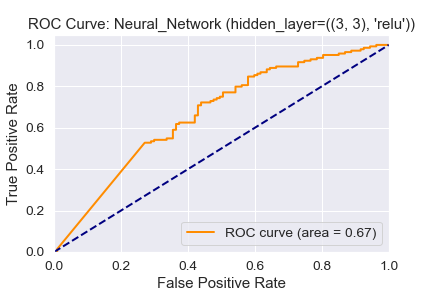 ROC Curve: Neural_Network (hidden_layer=((3, 3), 'relu'))
True Positive Rate
1.0
0.8
0.6
0.4
0.2
0.0
ROC curve (area = 0.67)
0.0 0.2 0.4 0.6 0.8 1.0
False Positive Rate